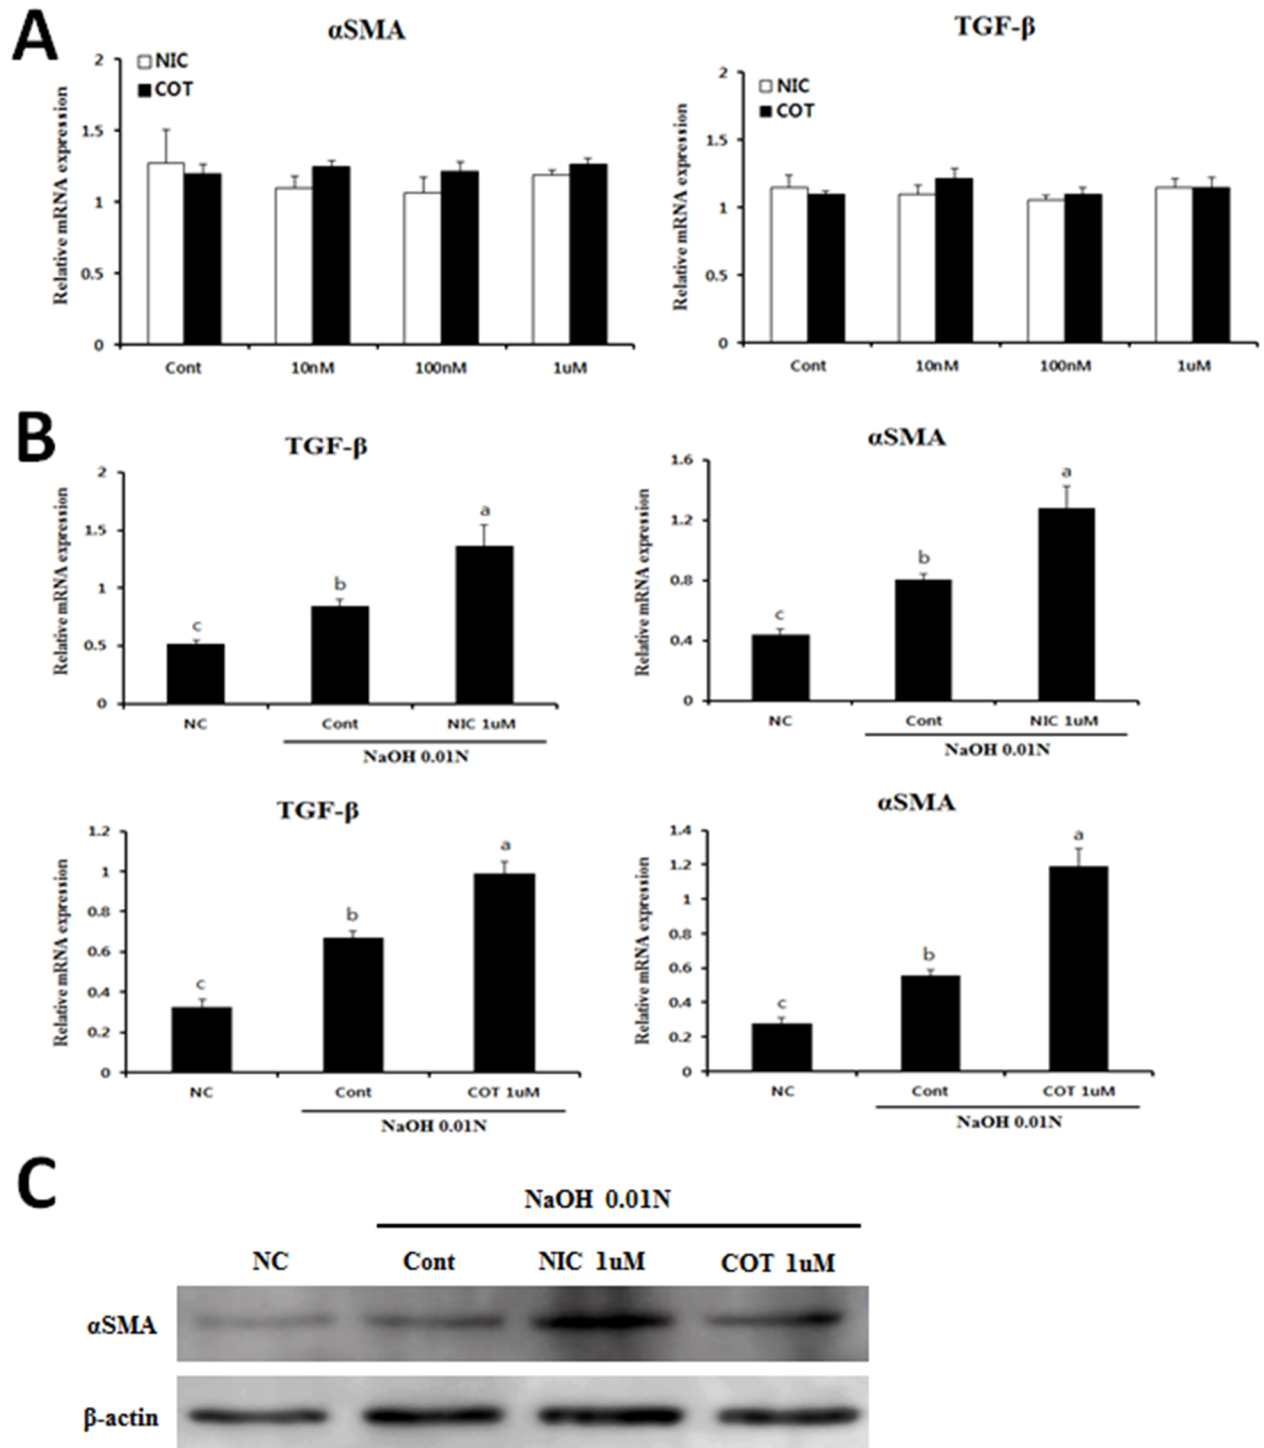 A
αSMA
NIC
COT
Relative mRNA expression
2
1.5
1
0.5
0
Cont 10nM 100nM 1uM
TGF-β
NIC
COT
Relative mRNA expression
2
1.5
1
0.5
0
Cont 10nM 100nM 1uM
B
TGF-β
Relative mRNA expression
2
1.5
1
0.5
0
c b a
NC Cont NIC 1uM
NaOH 0.01N
αSMA
Relative mRNA expression
1.6
1.2
0.8
0.4
0
c b a
NC Cont NIC 1uM
NaOH 0.01N
TGF-β
Relative mRNA expression
1.2
1
0.8
0.6
0.4
0.2
0
c b a
NC Cont COT 1uM
NaOH 0.01N
αSMA
Relative mRNA expression
1.4
1.2
1
0.8
0.6
0.4
0.2
0
c b a
NC Cont COT 1uM
NaOH 0.01N
C
NaOH 0.01N
NC Cont NIC 1uM COT 1uM
αSMA
β-actin